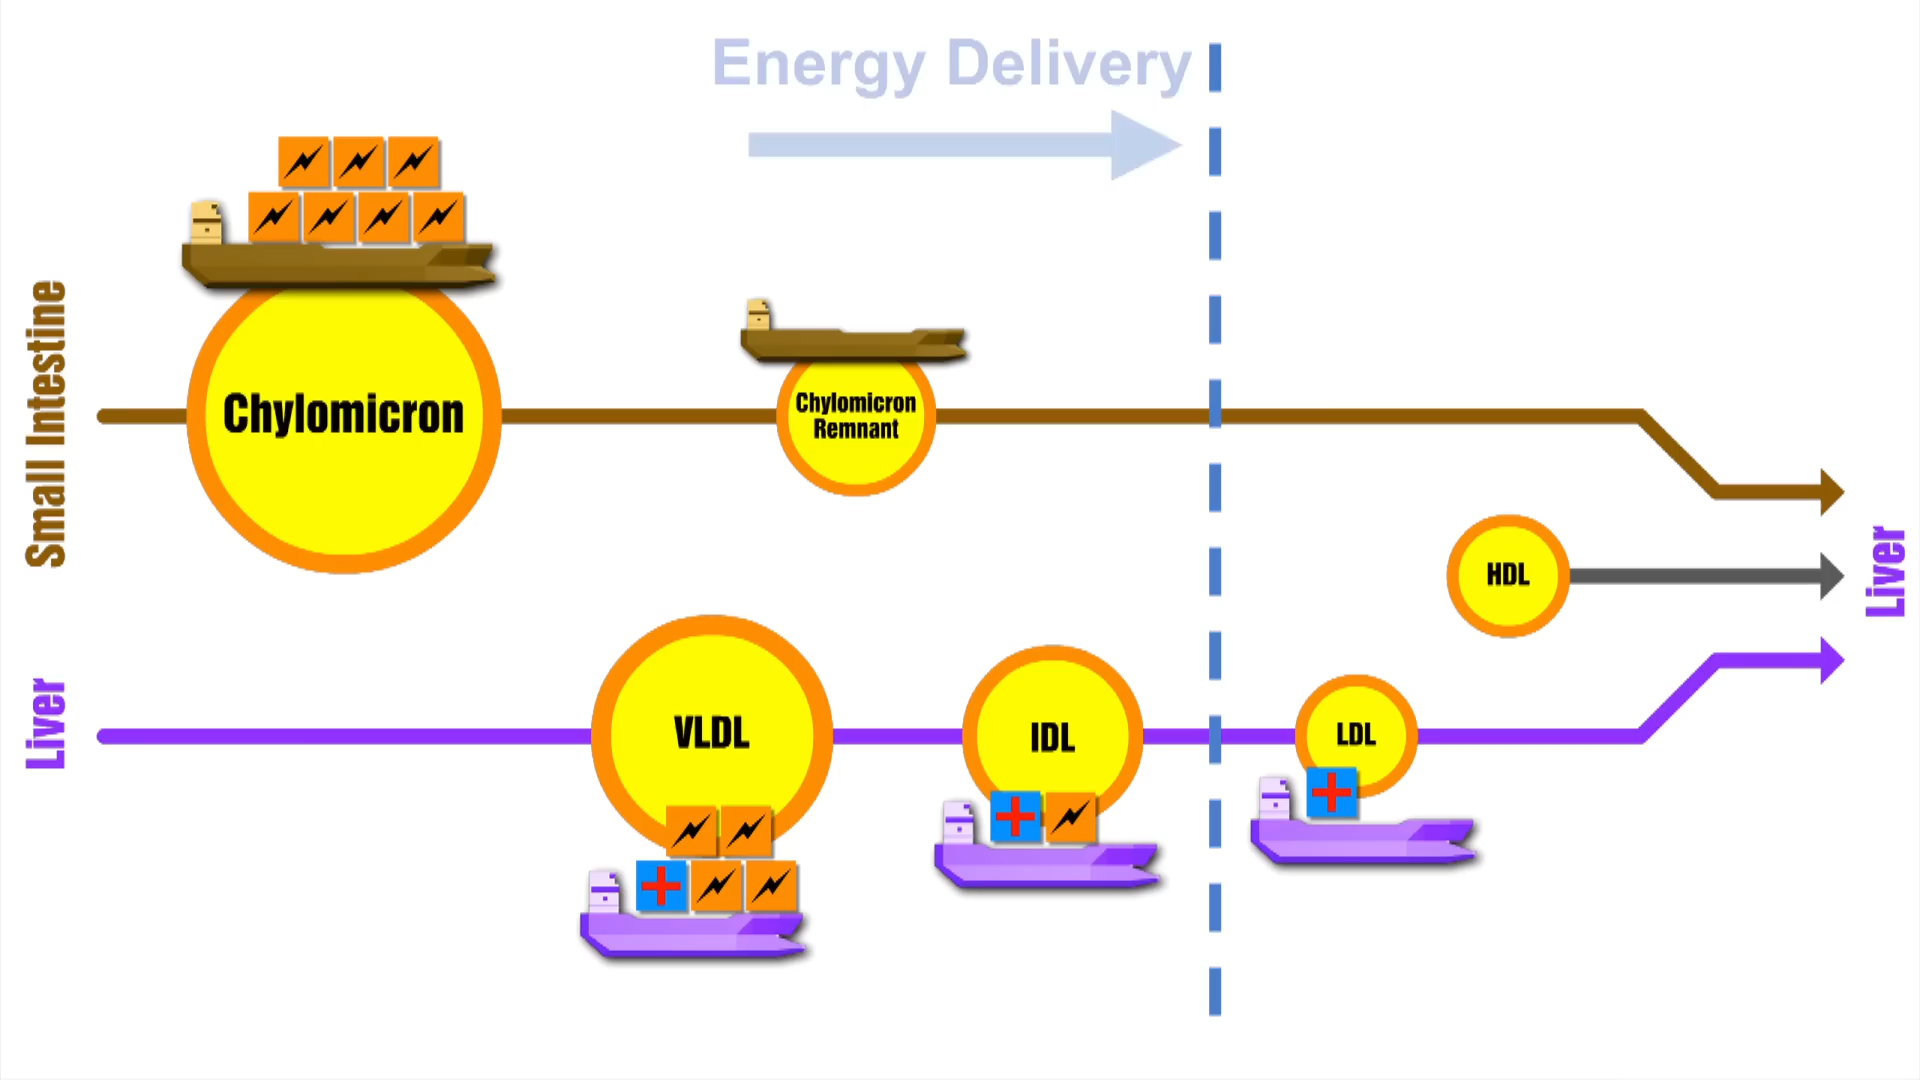 Energy Delivery
Small Intestine
Chylomicron
Chylomicron
Remnant
HDL
Liver
Liver
VLDL
IDL
LDL